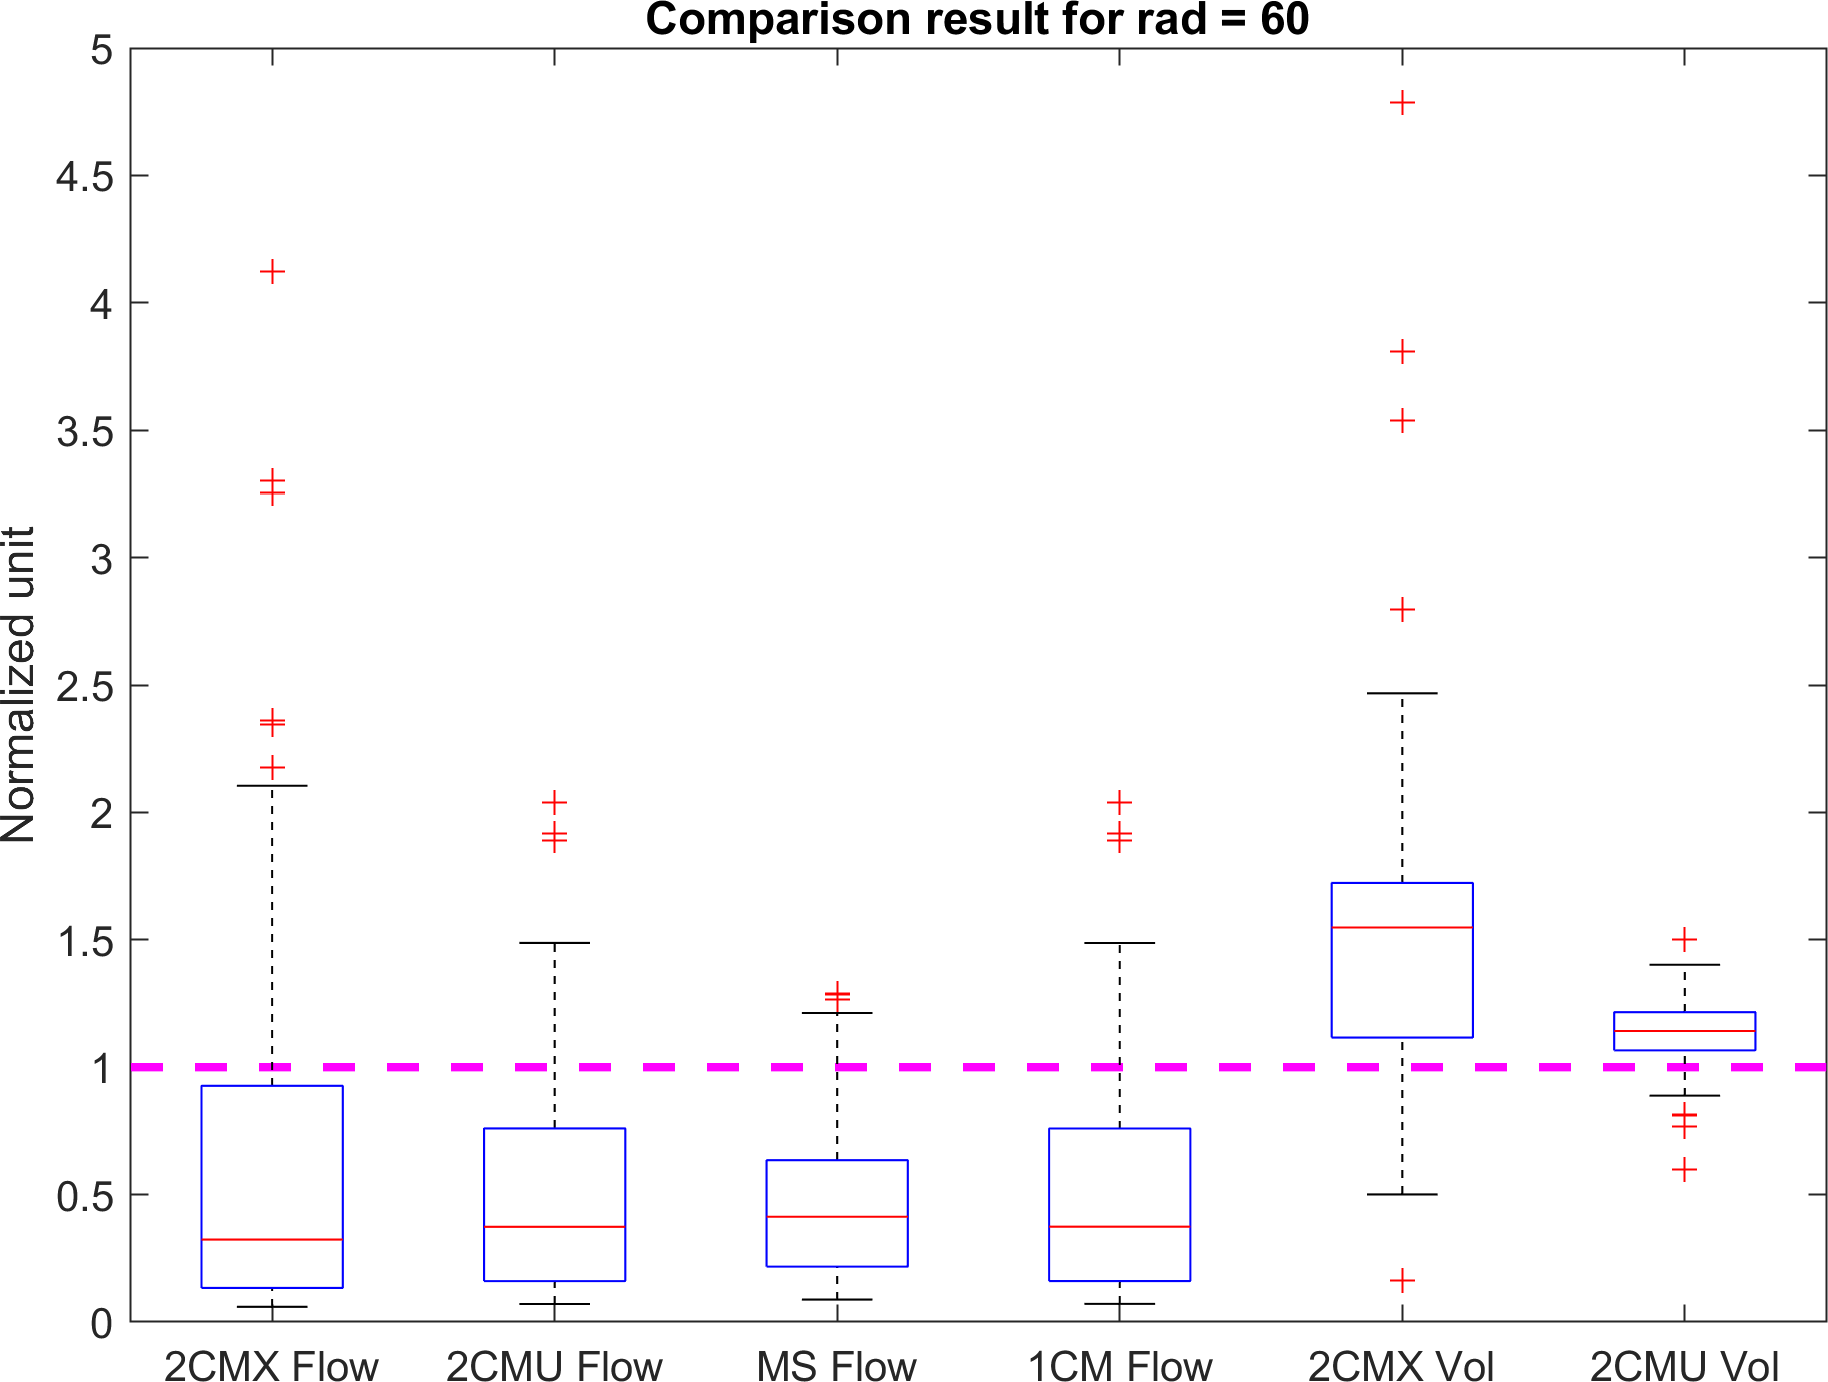 Comparison result for rad = 60
Normalized unit
5
4.5
4
3.5
3
2.5
2
1.5
1
0.5
0
2CMX Flow
2CMU Flow
MS Flow
1CM Flow
2CMX Vol
2CMU Vol